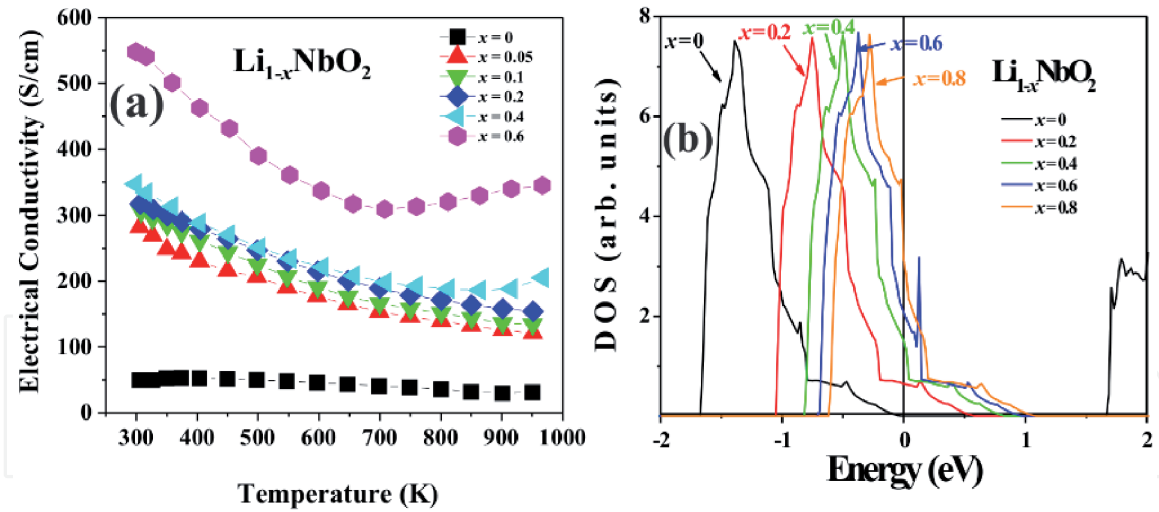 Electrical Conductivity (S/cm)
600
500
400
300
200
100
0
(a)
Li1-xNbO2
x = 0
x = 0.05
x = 0.1
x = 0.2
x = 0.4
x = 0.6
300 400 500 600 700 800 900 1000
Temperature (K)
DOS (arb. units)
8
6
4
2
(b)
x=0
x=0.2
x=0.4
x=0.6
x=0.8
Li1-xNbO2
x=0
x=0.2
x=0.4
x=0.6
x=0.8
-2 -1 0 1 2
Energy (eV)